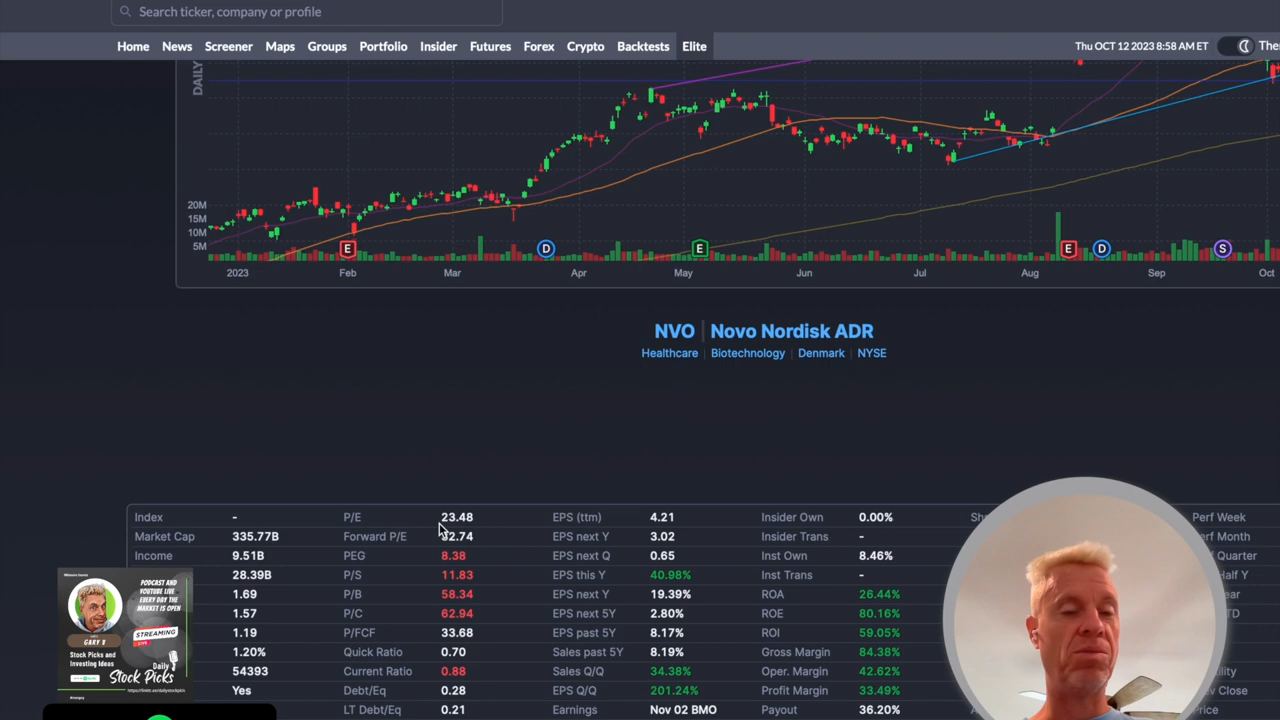 Search ticker, company or profile
Home News Screener Maps Groups Portfolio Insider Futures Forex Crypto Backtests Elite Thu OCT 12 2023 8:58 AM ET
DAILY
20M
15M
5M
E D E E D S
2023 Feb Mar Apr May Jun Jul Aug Sep Oct
NVO | Novo Nordisk ADR
Healthcare | Biotechnology | Denmark | NYSE
Index - P/E 23.48 EPS (ttm) 4.21 Insider Own 0.00% Perf Week
Market Cap 335.77B Forward P/E 32.74 EPS next Y 3.02 Insider Trans - Perf Month
Income 9.51B PEG 8.38 EPS next Q 0.65 Inst Own 8.46% Quarter
28.39B P/S 11.83 EPS this Y 40.98% Inst Trans - Half Y
1.69 P/B 58.34 EPS next Y 19.39% ROA 26.44%
1.57 P/C 62.94 EPS next 5Y 2.80% ROE 80.16%
1.19 P/FCF 33.68 EPS past 5Y 8.17% ROI 59.05%
1.20% Quick Ratio 0.70 Sales past 5Y 8.19% Gross Margin 84.38%
54393 Current Ratio 0.88 Sales Q/Q 34.38% Oper. Margin 42.62%
Yes Debt/Eq 0.28 EPS Q/Q 201.24% Profit Margin 33.49% Close
LT Debt/Eq 0.21 Earnings Nov 02 BMO Payout 36.20% Price
PODCAST AND
YOUTUBE LIVE
EVERY DAY THE
MARKET IS OPEN
STREAMING
LIVE
GARY B
Stock Picks and
Investing Ideas
Daily
Stock Picks